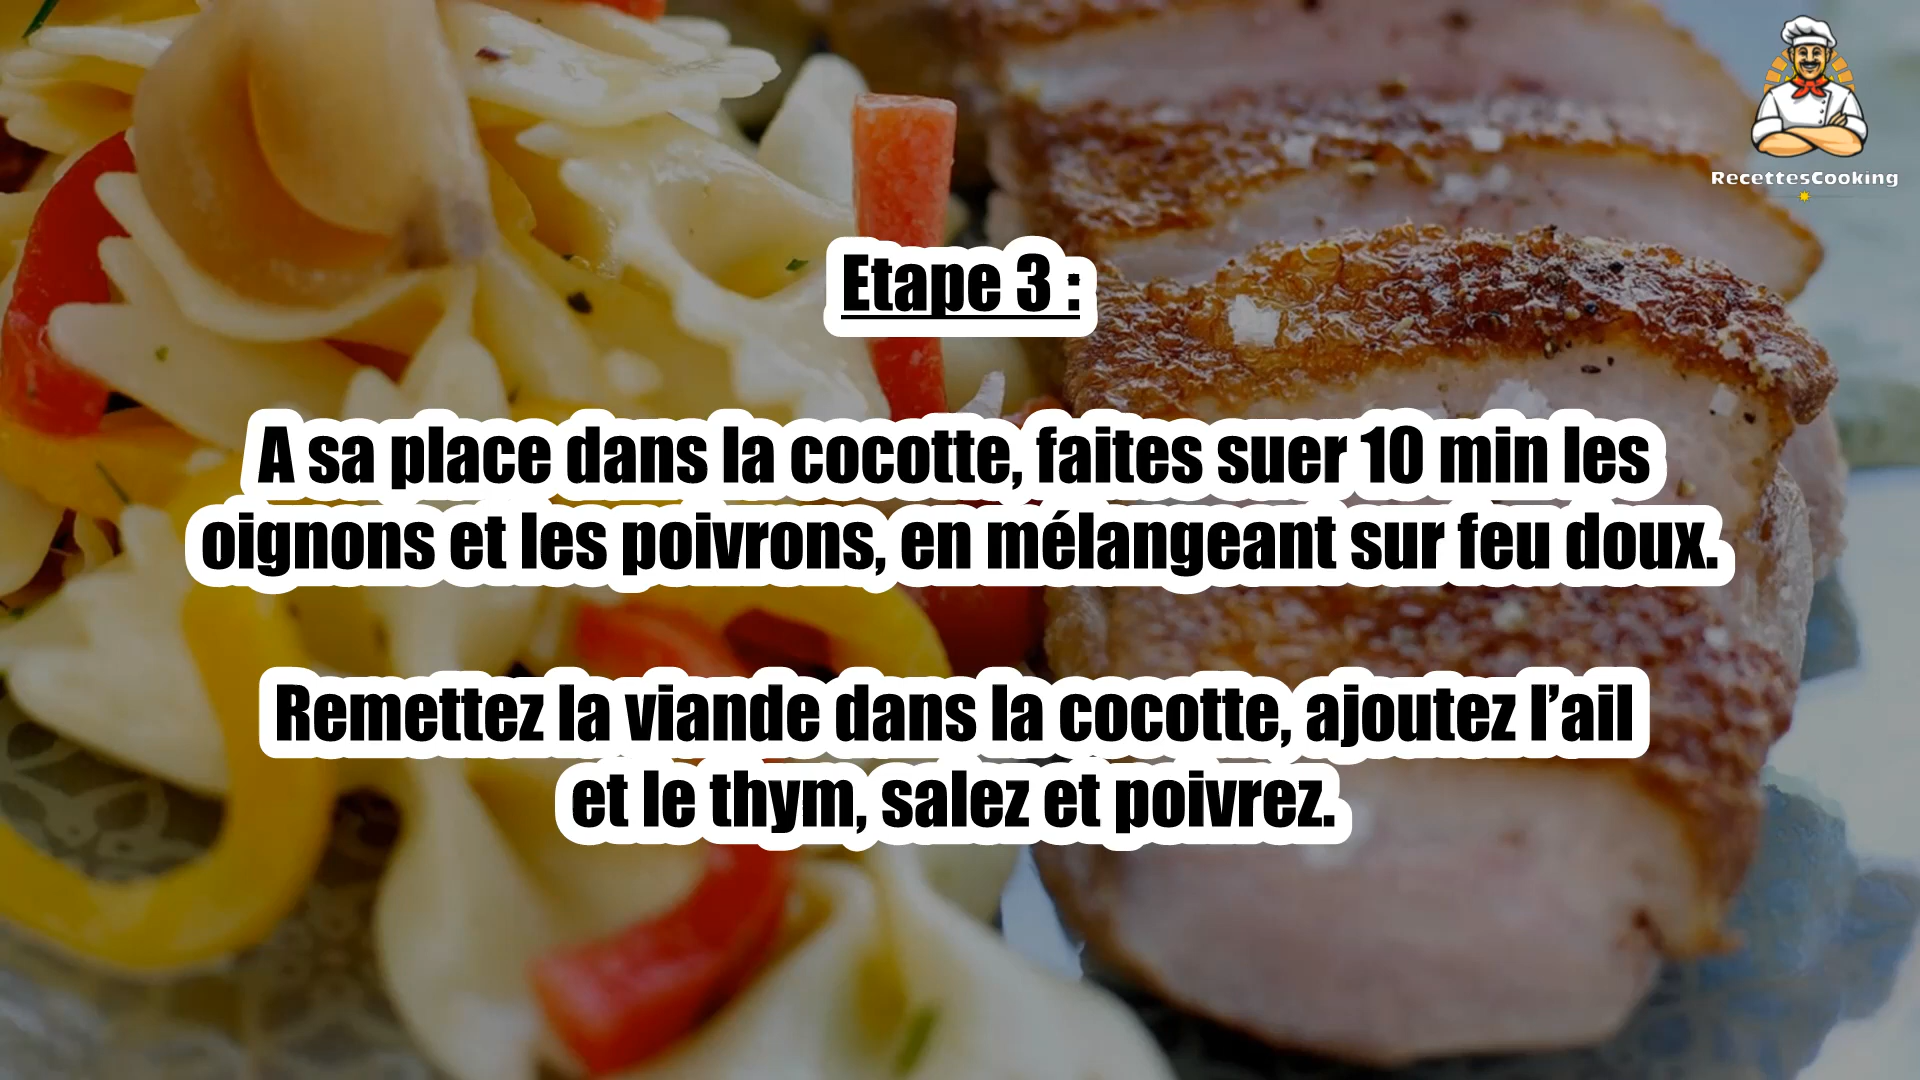 RecettesCooking
Etape 3 :
A sa place dans la cocotte, faites suer 10 min les
oignons et les poivrons, en mélangeant sur feu doux.
Remettez la viande dans la cocotte, ajoutez l’ail
et le thym, salez et poivrez.